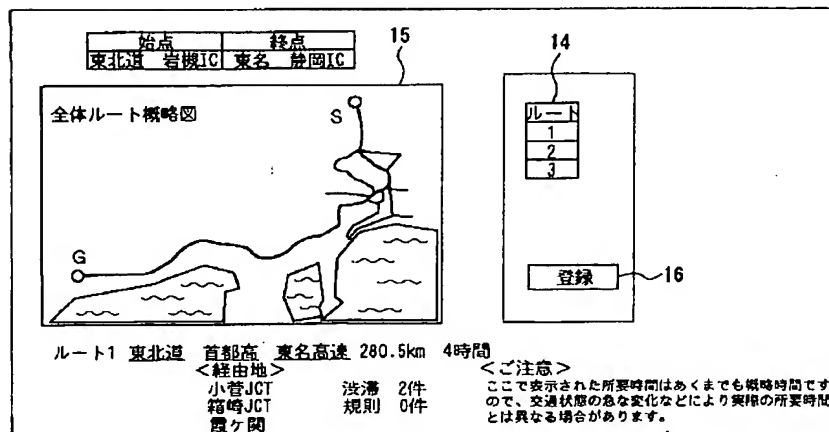 始点 終点
東北道 岩槻IC 東名 静岡IC
15
14
全体ルート概略図
S
G
ルート
1
2
3
登録
16
ルート1 東北道 首都高 東名高速 280.5km 4時間
<経由地>
小菅JCT 渋滞 2件
箱崎JCT 規則 0件
霞ケ関
<ご注意>
ここで表示された所要時間はあくまでも概略時間です
ので、交通状態の急な変化などにより実際の所要時間
とは異なる場合があります。